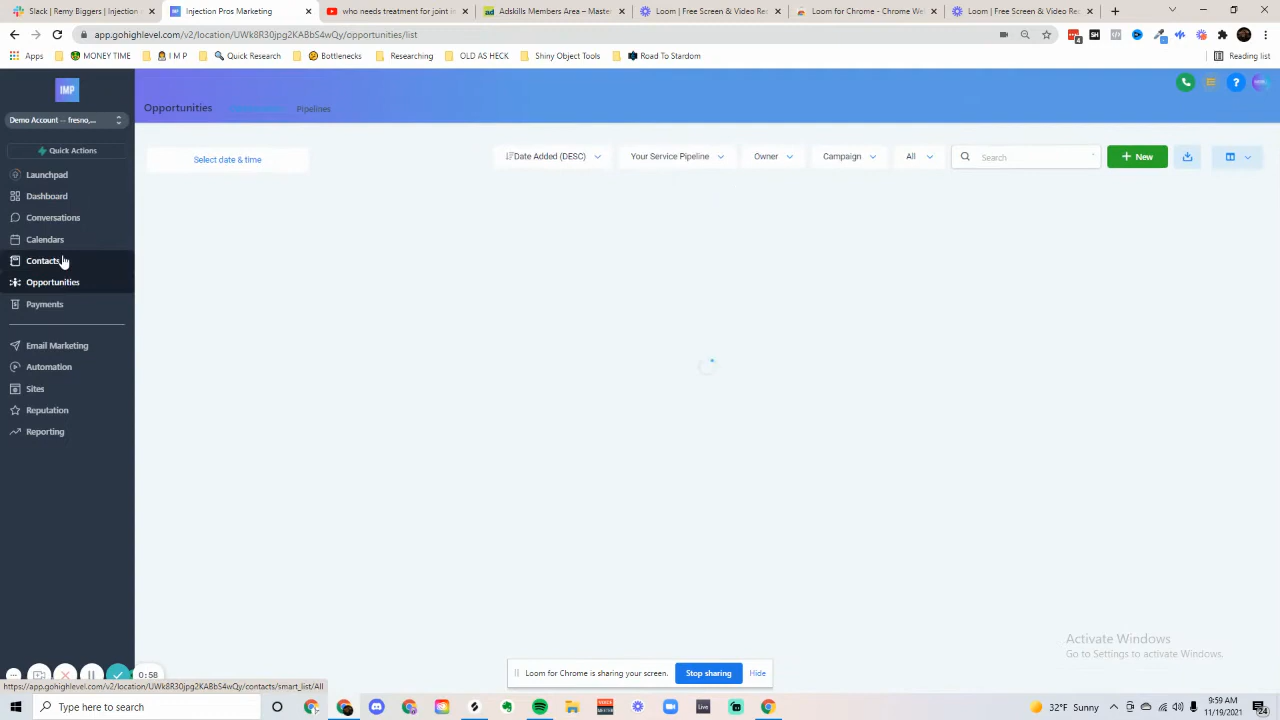 Slack | Remy Biggers | Injection
Injection Pros Marketing
who needs treatment for joint in
Adskills Members Area – Master
Loom | Free Screen & Video Rec
Loom for Chrome - Chrome We
Loom | Free Screen & Video Rec
app.gohighlevel.com/v2/location/UWk8R30jpg2KABbS4wQy/opportunities/list
Apps
MONEY TIME
I M P
Quick Research
Bottlenecks
Researching
OLD AS HECK
Shiny Object Tools
Road To Stardom
Reading list
IMP
Demo Account -- fresno,...
Quick Actions
Launchpad
Dashboard
Conversations
Calendars
Contacts
Opportunities
Payments
Email Marketing
Automation
Sites
Reputation
Reporting
Opportunities
Pipelines
Select date & time
Date Added (DESC)
Your Service Pipeline
Owner
Campaign
All
Search
New
Activate Windows
Go to Settings to activate Windows.
Loom for Chrome is sharing your screen.
Stop sharing
Hide
0:58
https://app.gohighlevel.com/v2/location/UWk8R30jpg2KABbS4wQy/contacts/smart_list/All
Type here to search
Live
32°F Sunny
9:59 AM
11/19/2021
24